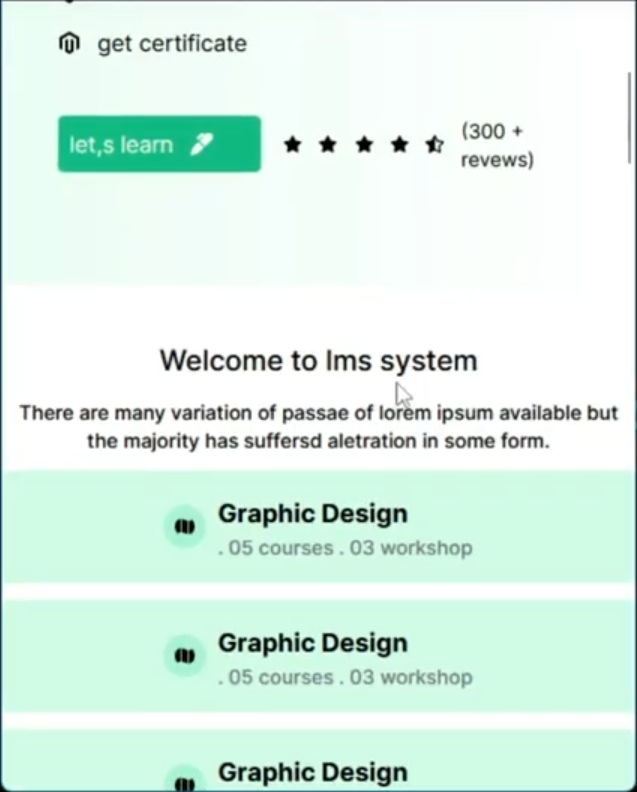 get certificate
let,s learn
(300 +
revews)
Welcome to lms system
There are many variation of passae of lorem ipsum available but
the majority has suffersd aletration in some form.
Graphic Design
. 05 courses . 03 workshop
Graphic Design
. 05 courses . 03 workshop
Graphic Design